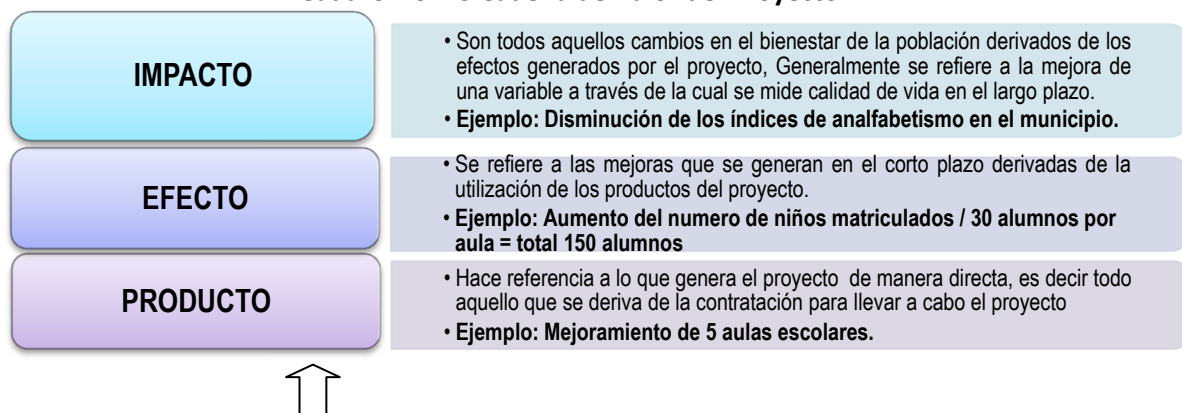 IMPACTO
• Son todos aquellos cambios en el bienestar de la población derivados de los
efectos generados por el proyecto, Generalmente se refiere a la mejora de
una variable a través de la cual se mide calidad de vida en el largo plazo.
• Ejemplo: Disminución de los índices de analfabetismo en el municipio.
EFECTO
• Se refiere a las mejoras que se generan en el corto plazo derivadas de la
utilización de los productos del proyecto.
• Ejemplo: Aumento del numero de niños matriculados / 30 alumnos por
aula = total 150 alumnos
PRODUCTO
• Hace referencia a lo que genera el proyecto de manera directa, es decir todo
aquello que se deriva de la contratación para llevar a cabo el proyecto
• Ejemplo: Mejoramiento de 5 aulas escolares.